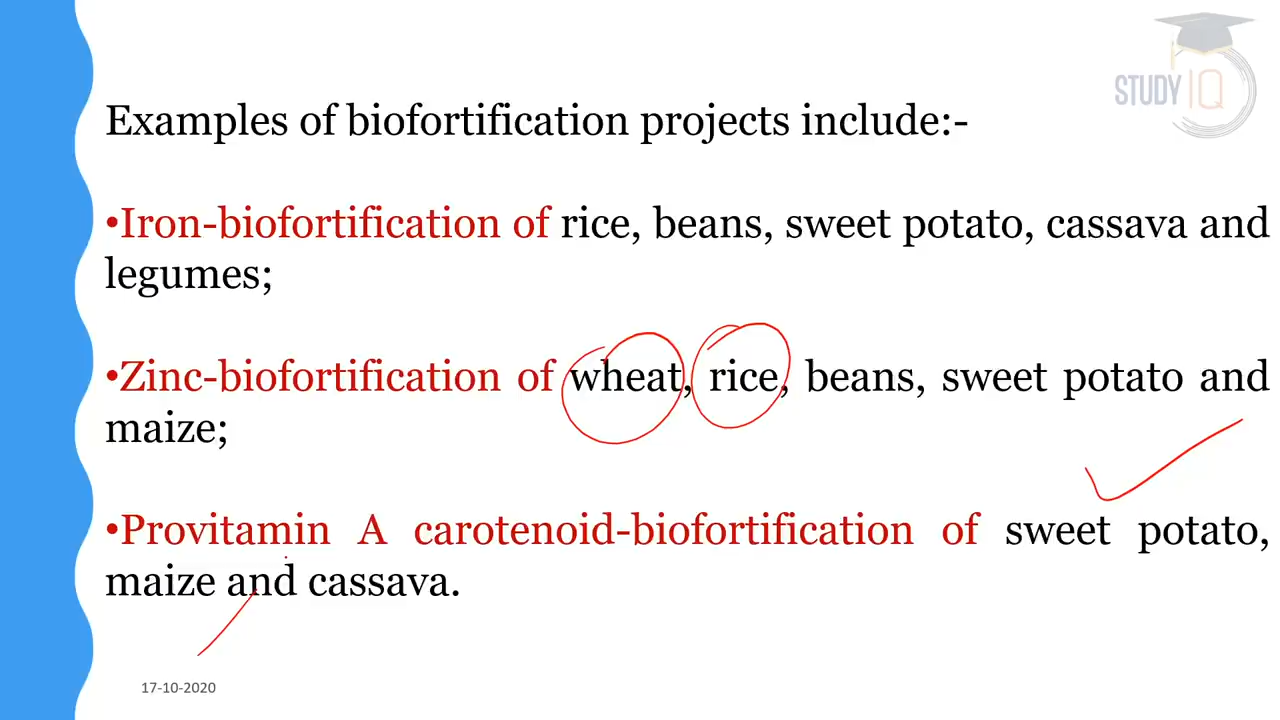 STUDY IQ
Examples of biofortification projects include:-
•Iron-biofortification of rice, beans, sweet potato, cassava and
legumes;
•Zinc-biofortification of wheat, rice, beans, sweet potato and
maize;
•Provitamin A carotenoid-biofortification of sweet potato,
maize and cassava.
17-10-2020